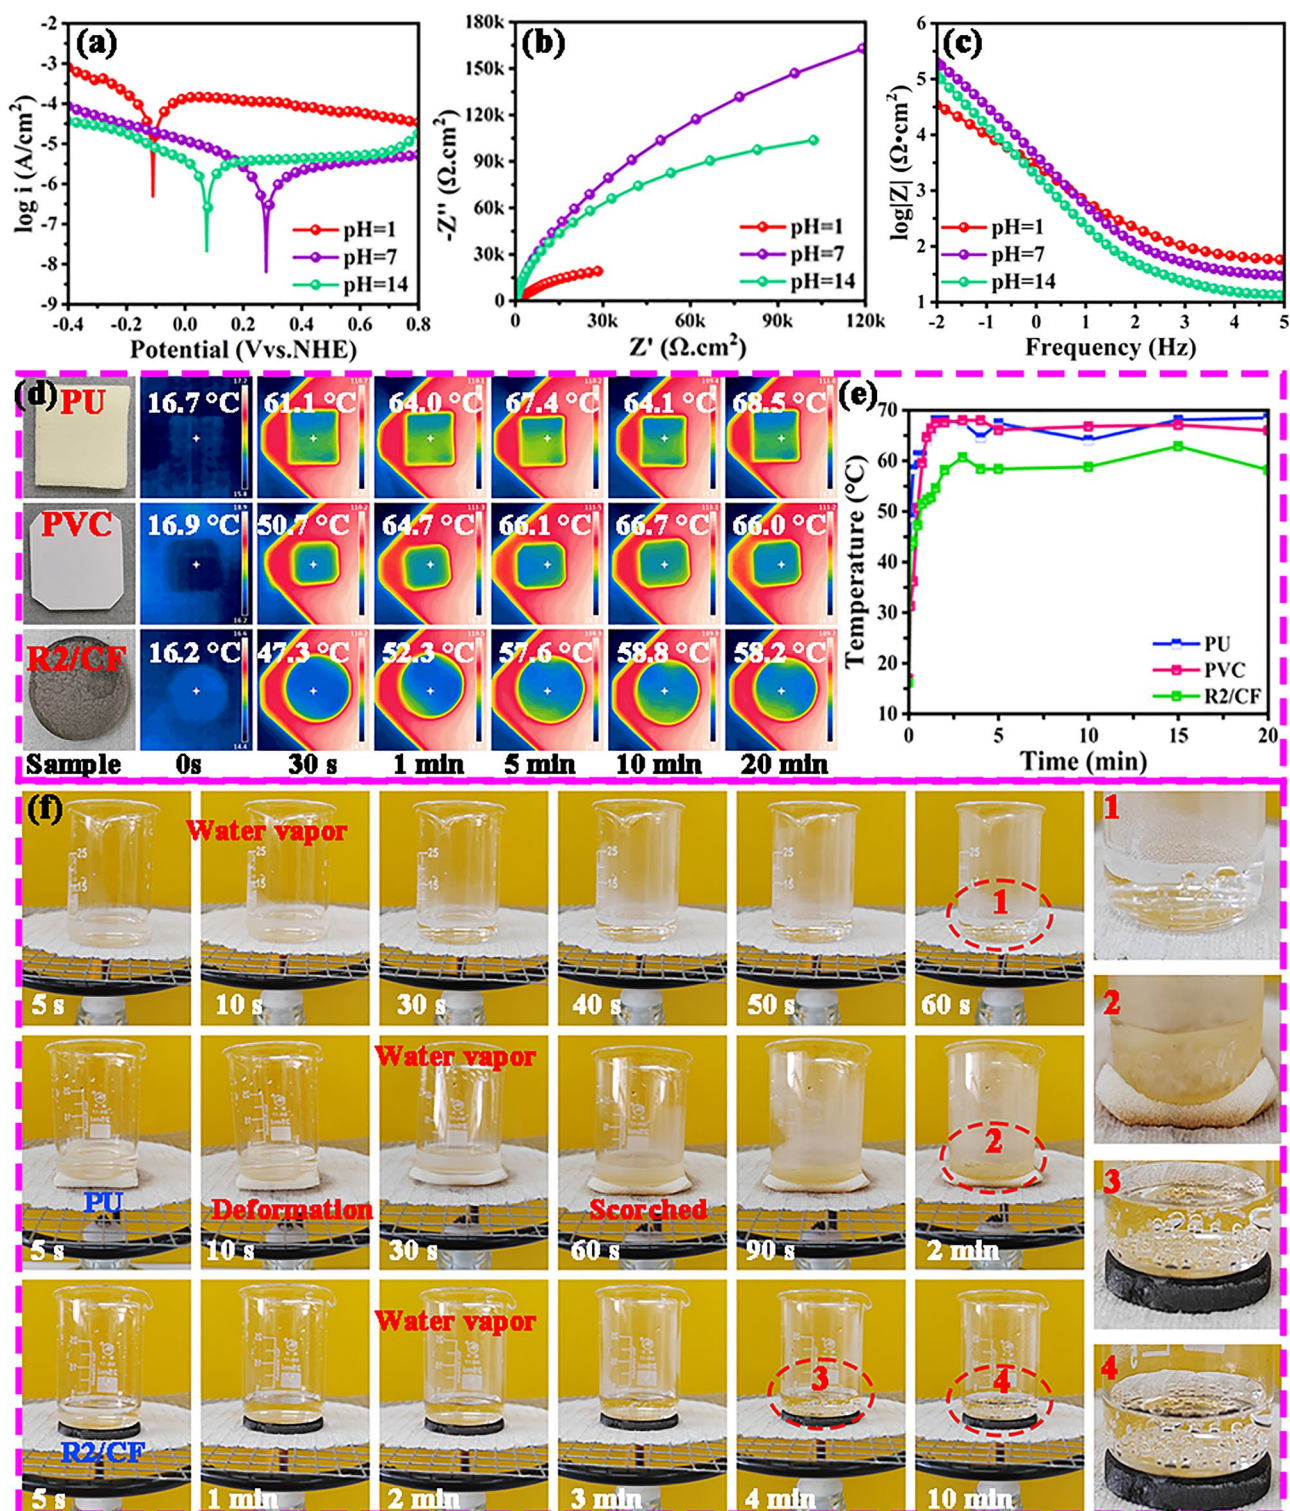 (a)
log i (A/cm²)
-2
-3
-4
-5
-6
-7
-8
-9
pH=1
pH=7
pH=14
-0.4
-0.2
0.0
0.2
0.4
0.6
0.8
Potential (Vvs.NHE)
(b)
-Z'' (Ω.cm²)
180k
150k
120k
90k
60k
30k
0
pH=1
pH=7
pH=14
0
30k
60k
90k
120k
Z' (Ω.cm²)
(c)
log|Z| (Ω•cm²)
6
5
4
3
2
1
pH=1
pH=7
pH=14
-2
-1
0
1
2
3
4
5
Frequency (Hz)
(d)
PU
16.7 °C
61.1 °C
64.0 °C
67.4 °C
64.1 °C
68.5 °C
PVC
16.9 °C
50.7 °C
64.7 °C
66.1 °C
66.7 °C
66.0 °C
R2/CF
16.2 °C
47.3 °C
52.3 °C
57.6 °C
58.8 °C
58.2 °C
Sample
0s
30 s
1 min
5 min
10 min
20 min
(e)
Temperature (°C)
70
60
50
40
30
20
10
PU
PVC
R2/CF
0
5
10
15
20
Time (min)
(f)
Water vapor
1
5 s
10 s
30 s
40 s
50 s
60 s
Water vapor
2
PU
Deformation
Scorched
5 s
10 s
30 s
60 s
90 s
2 min
Water vapor
3
4
R2/CF
5 s
1 min
2 min
3 min
4 min
10 min
1
2
3
4